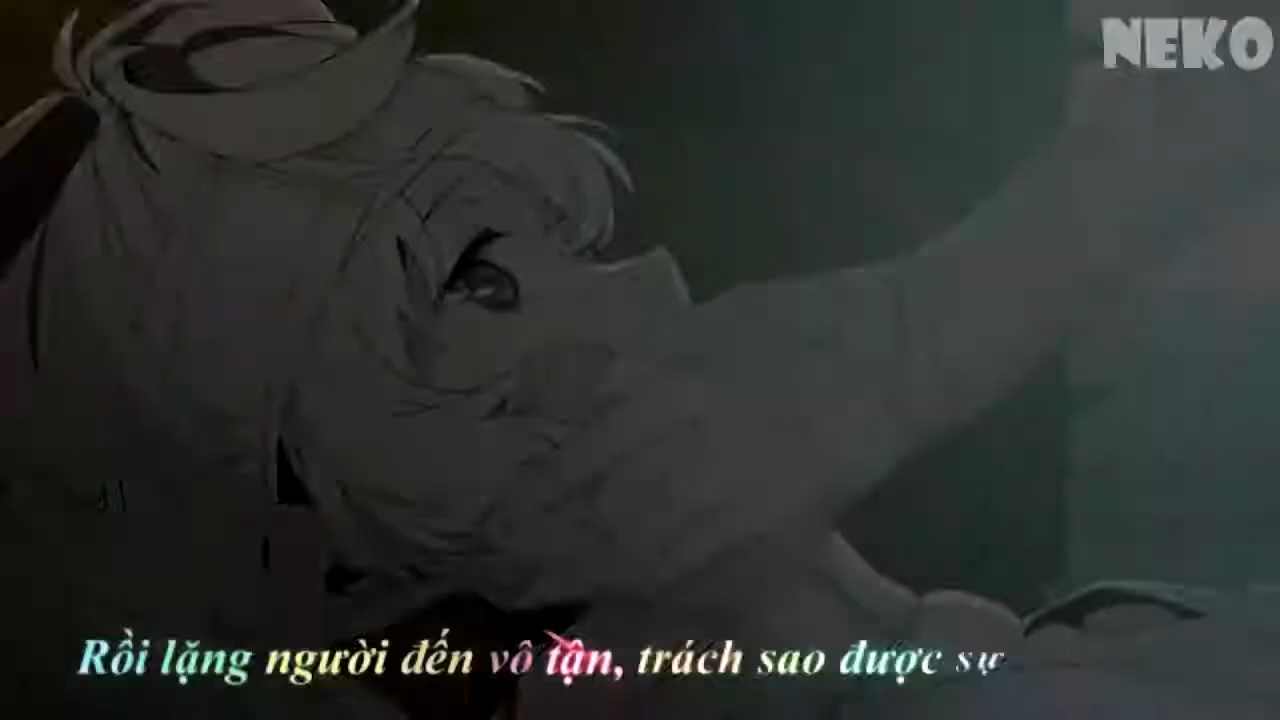 NEKO
Rồi lặng người đến vô tận, trách sao được sự